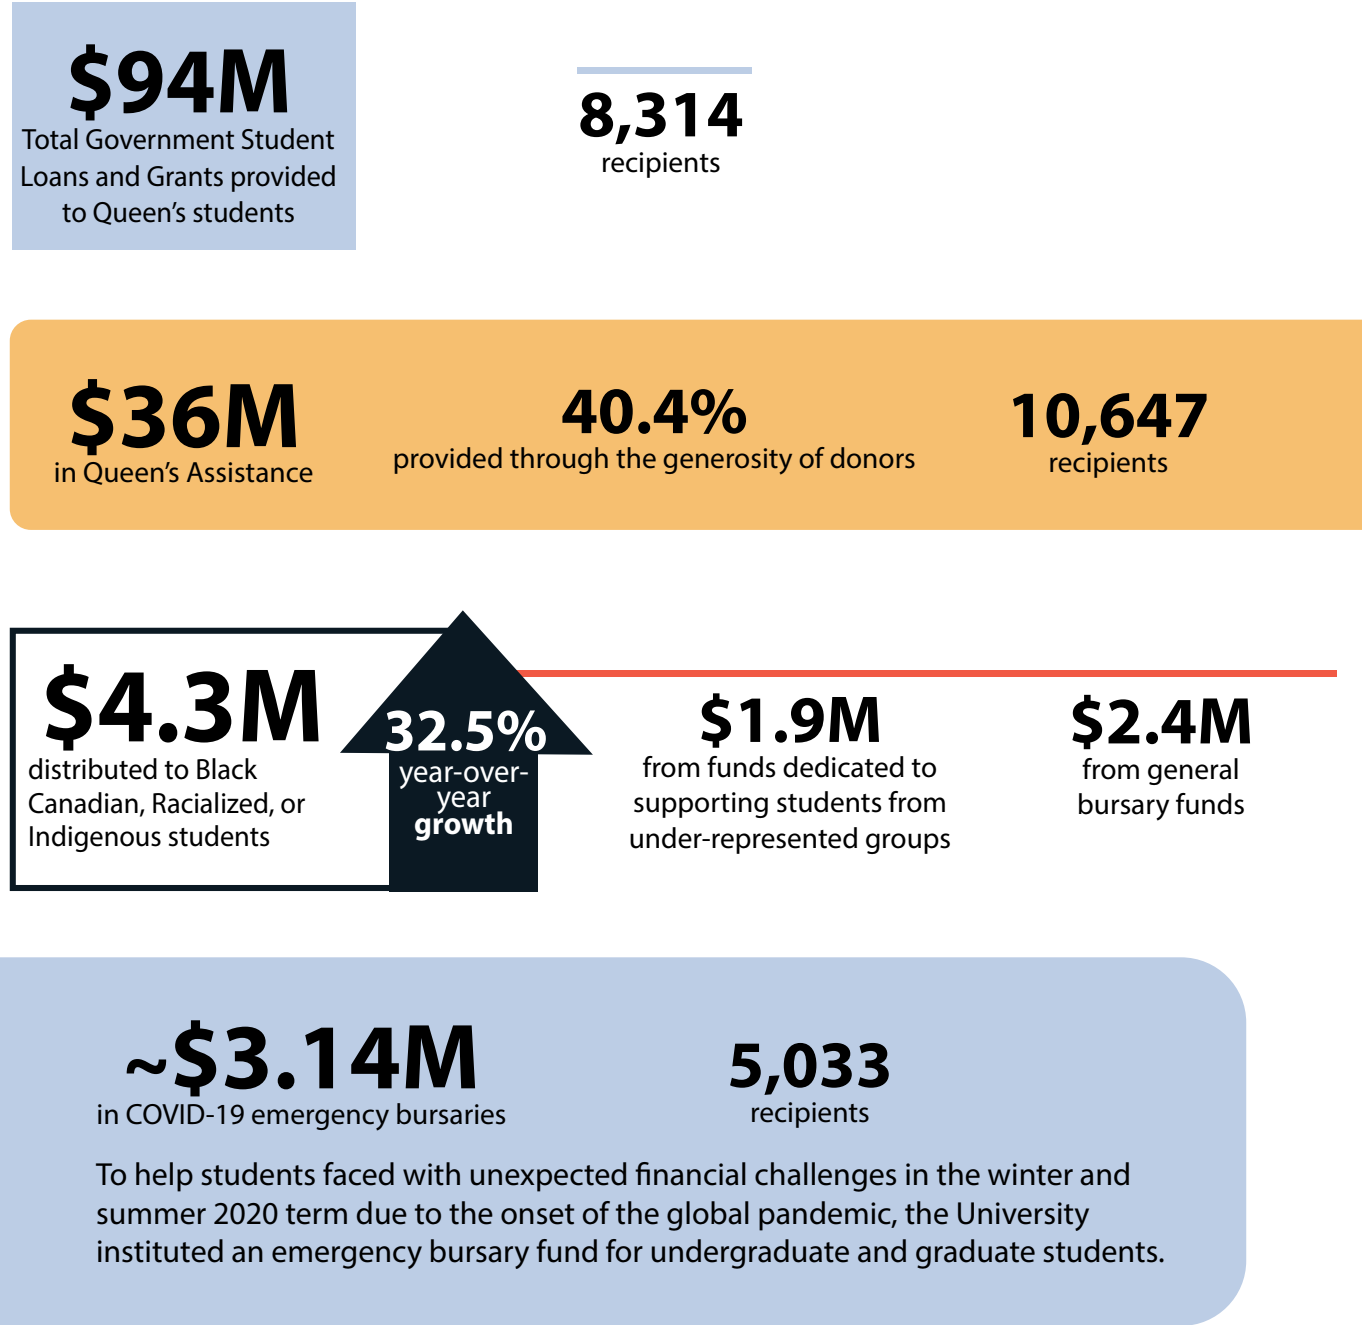 $94M
Total Government Student
Loans and Grants provided
to Queen's students
8,314
recipients
$36M
in Queen's Assistance
40.4%
provided through the generosity of donors
10,647
recipients
$4.3M
distributed to Black
Canadian, Racialized, or
Indigenous students
32.5%
year-over-
year
growth
$1.9M
from funds dedicated to
supporting students from
under-represented groups
$2.4M
from general
bursary funds
~$3.14M
in COVID-19 emergency bursaries
5,033
recipients
To help students faced with unexpected financial challenges in the winter and
summer 2020 term due to the onset of the global pandemic, the University
instituted an emergency bursary fund for undergraduate and graduate students.